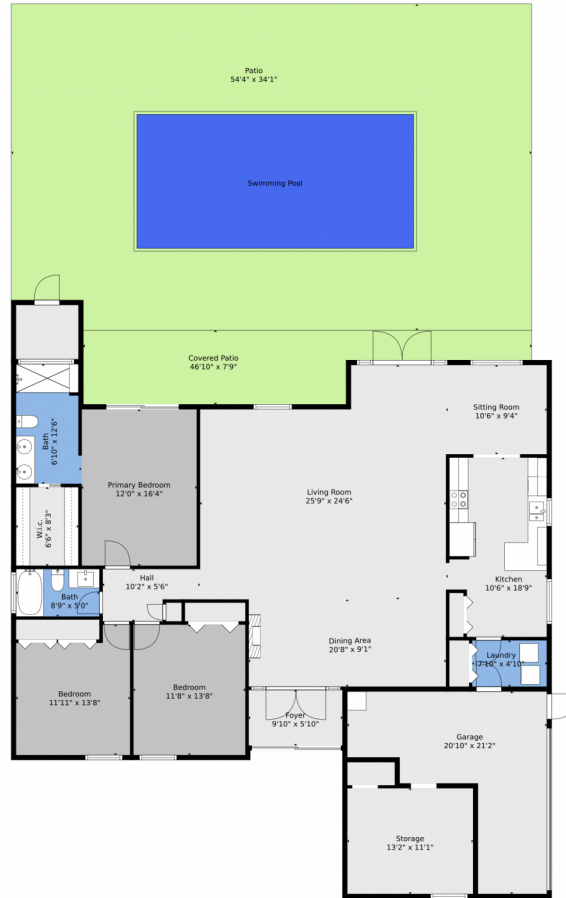 Patio
54'4" x 34'1"
Swimming Pool
Covered Patio
46'10" x 7'9"
Sitting Room
10'6" x 9'4"
Bath
6'10" x 12'6"
Primary Bedroom
12'0" x 16'4"
Living Room
25'9" x 24'6"
W.i.c.
6'6" x 8'3"
Hall
10'2" x 5'6"
Kitchen
10'6" x 18'9"
Bath
8'9" x 5'0"
Dining Area
20'8" x 9'1"
Laundry
7'10" x 4'10"
Bedroom
11'11" x 13'8"
Bedroom
11'8" x 13'8"
Foyer
9'10" x 5'10"
Garage
20'10" x 21'2"
Storage
13'2" x 11'1"